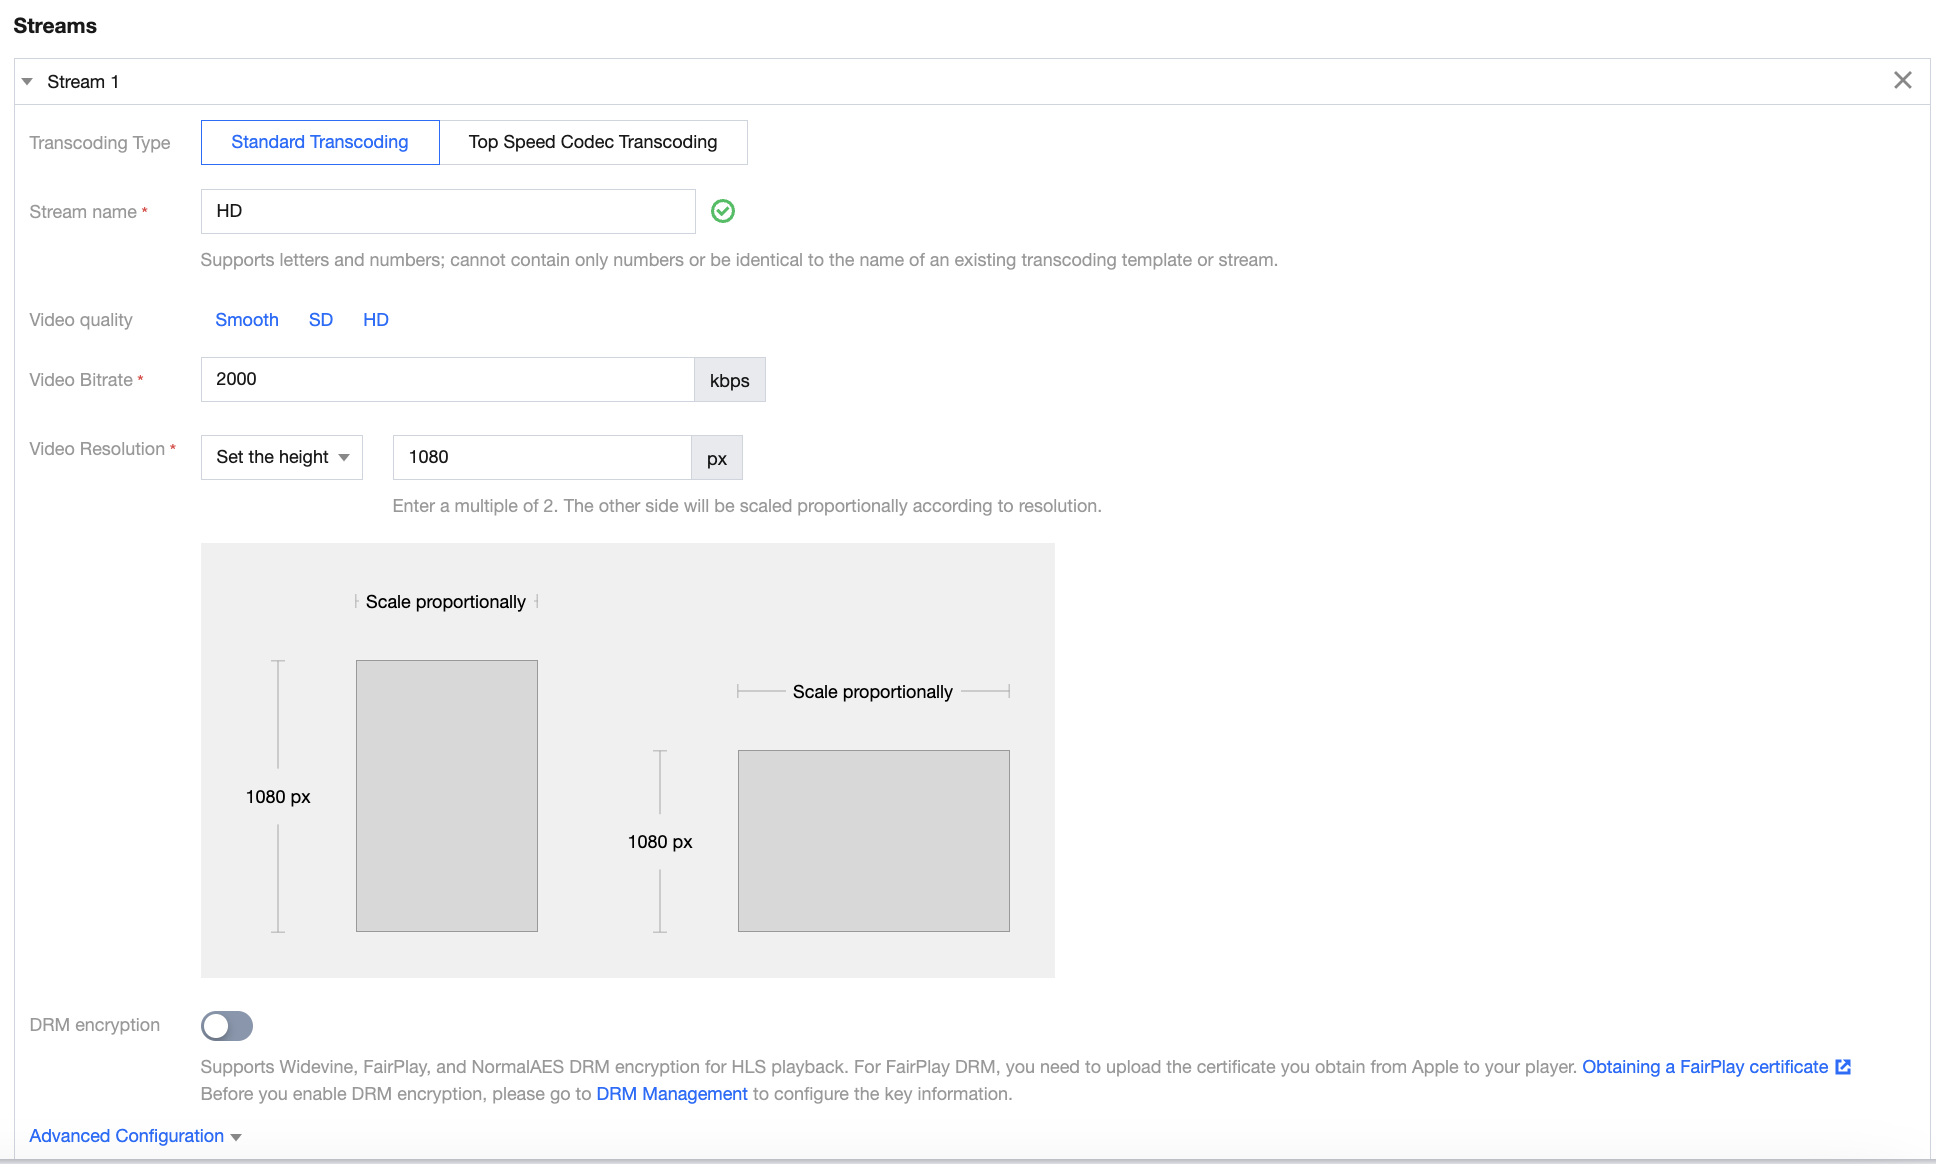 Streams
Stream 1
Transcoding Type
Standard Transcoding
Top Speed Codec Transcoding
Stream name *
HD
Supports letters and numbers; cannot contain only numbers or be identical to the name of an existing transcoding template or stream.
Video quality
Smooth
SD
HD
Video Bitrate *
2000
kbps
Video Resolution *
Set the height
1080
px
Enter a multiple of 2. The other side will be scaled proportionally according to resolution.
Scale proportionally
Scale proportionally
1080 px
1080 px
DRM encryption
Supports Widevine, FairPlay, and NormalAES DRM encryption for HLS playback. For FairPlay DRM, you need to upload the certificate you obtain from Apple to your player. Obtaining a FairPlay certificate
Before you enable DRM encryption, please go to DRM Management to configure the key information.
Advanced Configuration